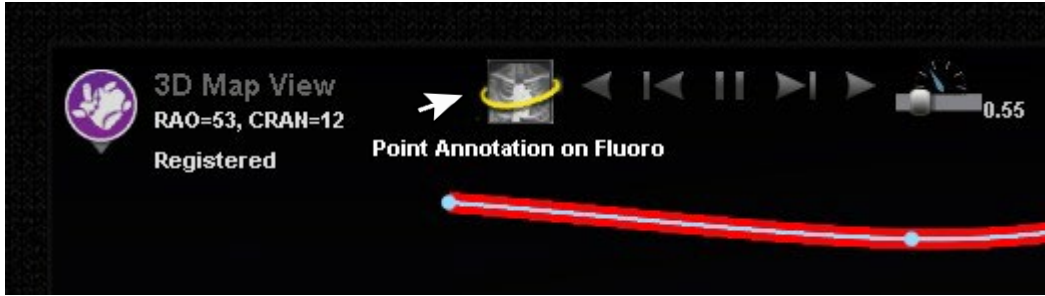 3D Map View
RAO=53, CRAN=12
Registered
Point Annotation on Fluoro
0.55